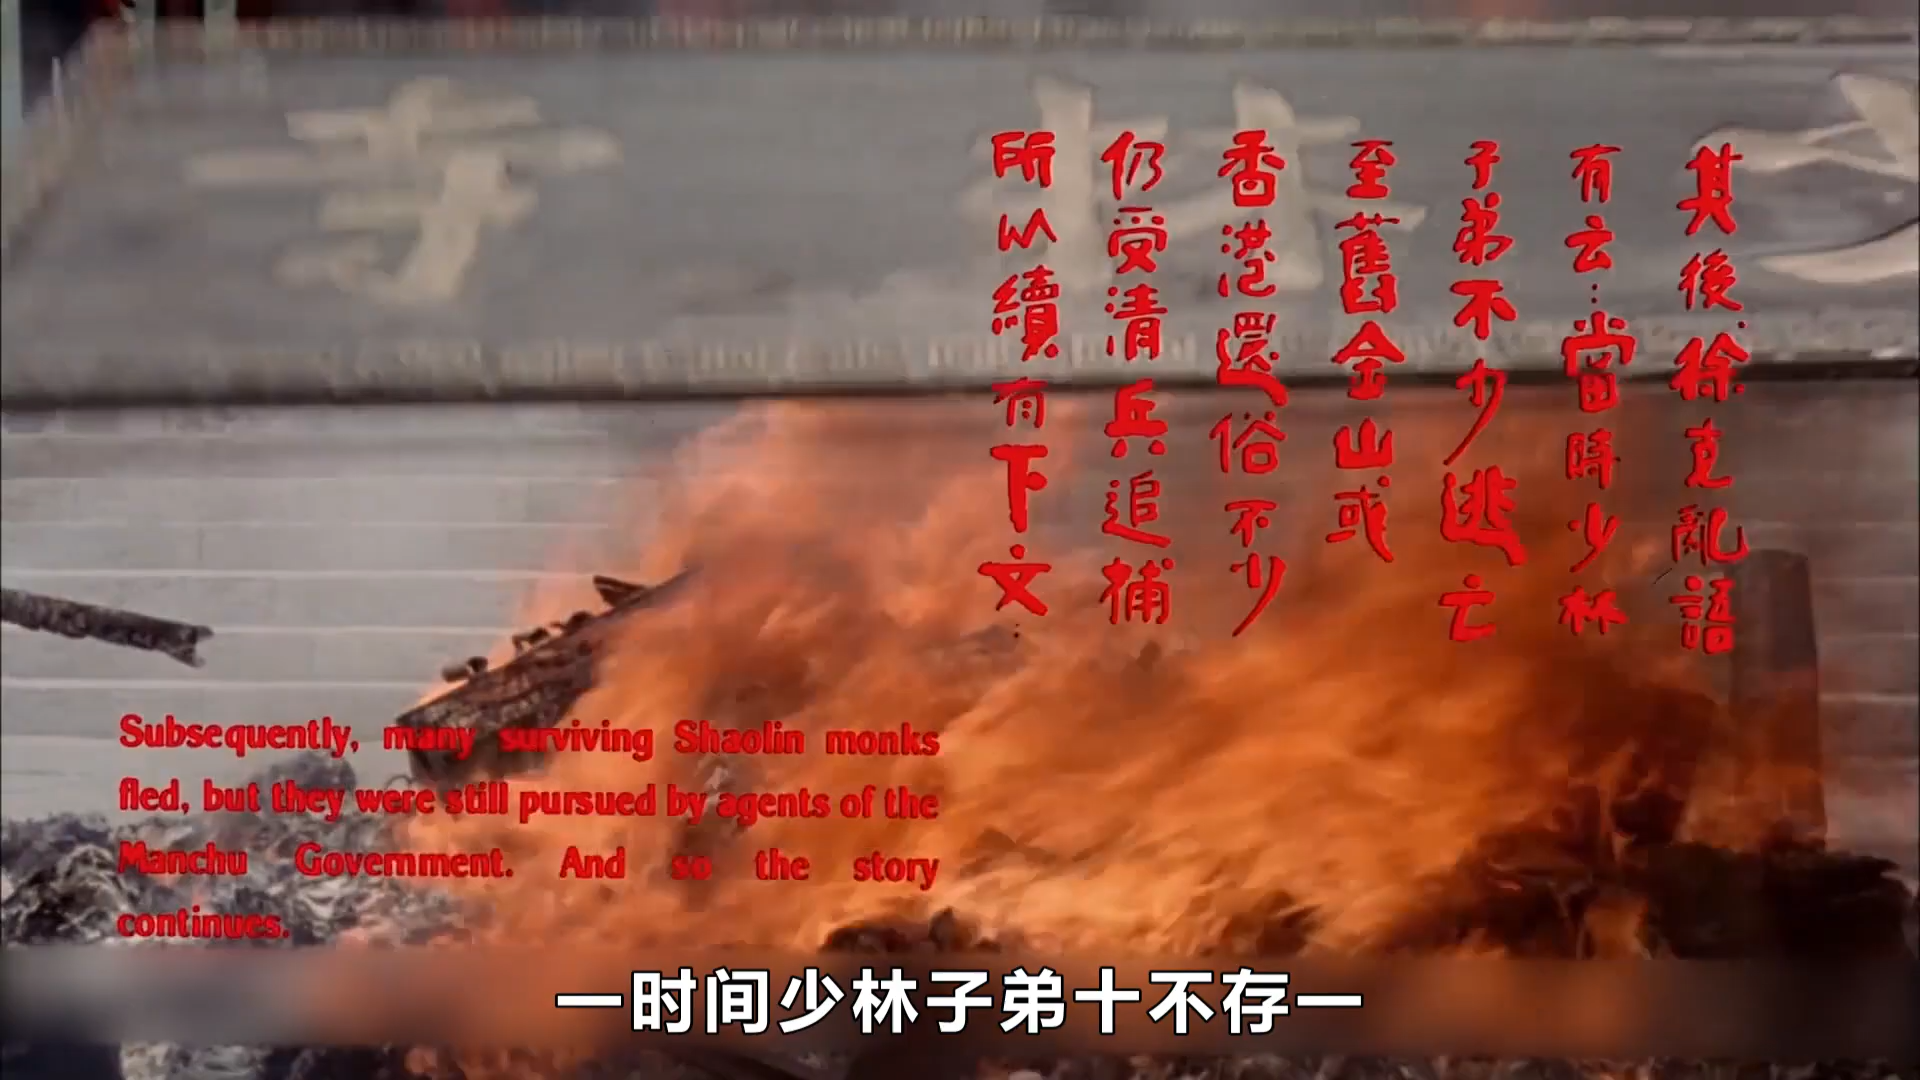 寺 林 少
其後徐克亂語
有云：當時少林
子弟不少逃亡
至舊金山或
香港還俗不少
仍受清兵追捕
所以續有下文：
Subsequently, many surviving Shaolin monks
fled, but they were still pursued by agents of the
Manchu Government. And so the story
continues.
一时间少林子弟十不存一